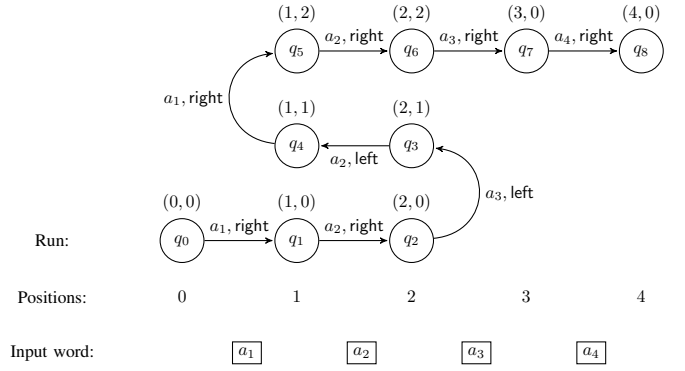 (1, 2) (2, 2) (3, 0) (4, 0)
q₅ a₂, right q₆ a₃, right q₇ a₄, right q₈
a₁, right
(1, 1) (2, 1)
q₄ a₂, left q₃
a₃, left
(0, 0) (1, 0) (2, 0)
Run: q₀ a₁, right q₁ a₂, right q₂
Positions: 0 1 2 3 4
Input word: a₁ a₂ a₃ a₄